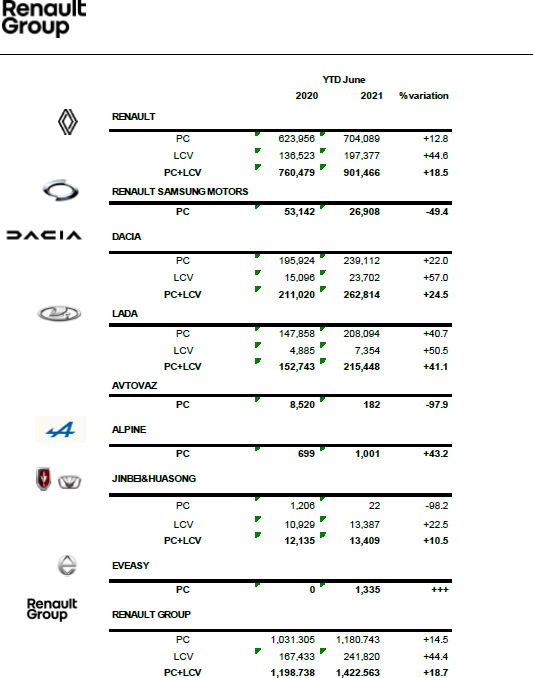 Renault
Group
YTD June
2020 2021 %variation
RENAULT
PC 623,956 704,089 +12.8
LCV 136,523 197,377 +44.6
PC+LCV 760,479 901,466 +18.5
RENAULT SAMSUNG MOTORS
PC 53,142 26,908 -49.4
DACIA DACIA
PC 195,924 239,112 +22.0
LCV 15,096 23,702 +57.0
PC+LCV 211,020 262,814 +24.5
LADA
PC 147,858 208,094 +40.7
LCV 4,885 7,354 +50.5
PC+LCV 152,743 215,448 +41.1
AVTOVAZ
PC 8,520 182 -97.9
ALPINE
PC 699 1,001 +43.2
JINBEI&HUASONG
PC 1,206 22 -98.2
LCV 10,929 13,387 +22.5
PC+LCV 12,135 13,409 +10.5
EVEASY
PC 0 1,335 +++
Renault
Group
RENAULT GROUP
PC 1,031.305 1,180.743 +14.5
LCV 167,433 241,820 +44.4
PC+LCV 1,198.738 1,422.563 +18.7